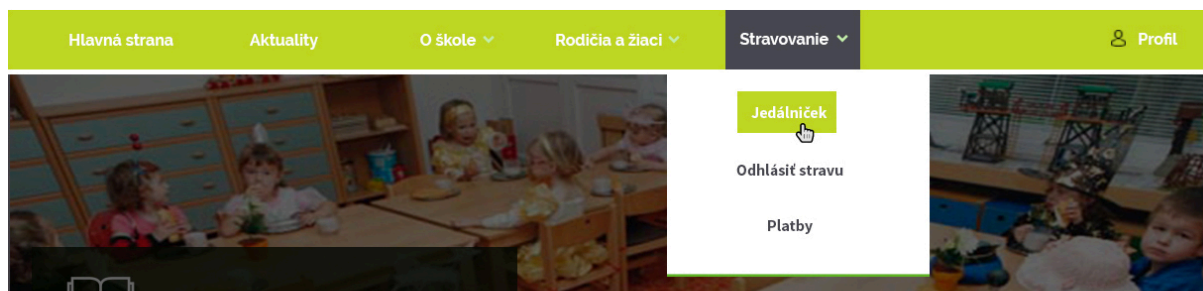 Hlavná strana Aktuality O škole Rodičia a žiaci Stravovanie Profil
Jedálniček
Odhlásiť stravu
Platby